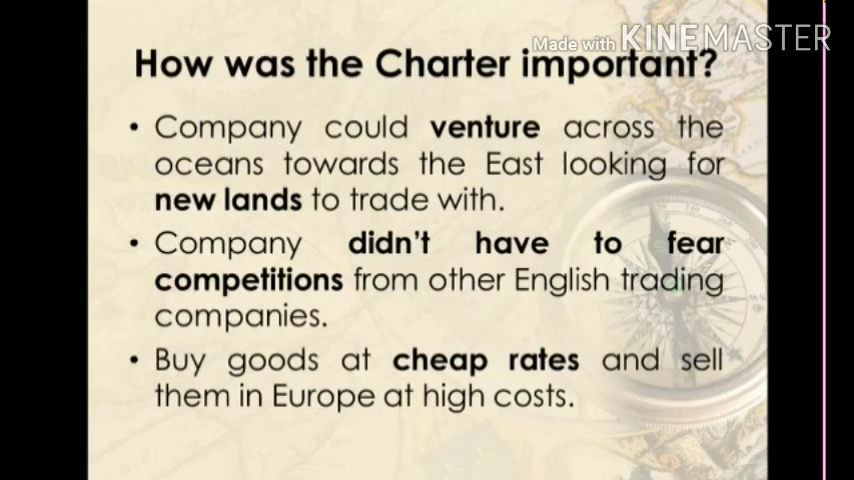 Made with KINEMASTER
How was the Charter important?
• Company could venture across the
oceans towards the East looking for
new lands to trade with.
• Company didn't have to fear
competitions from other English trading
companies.
• Buy goods at cheap rates and sell
them in Europe at high costs.